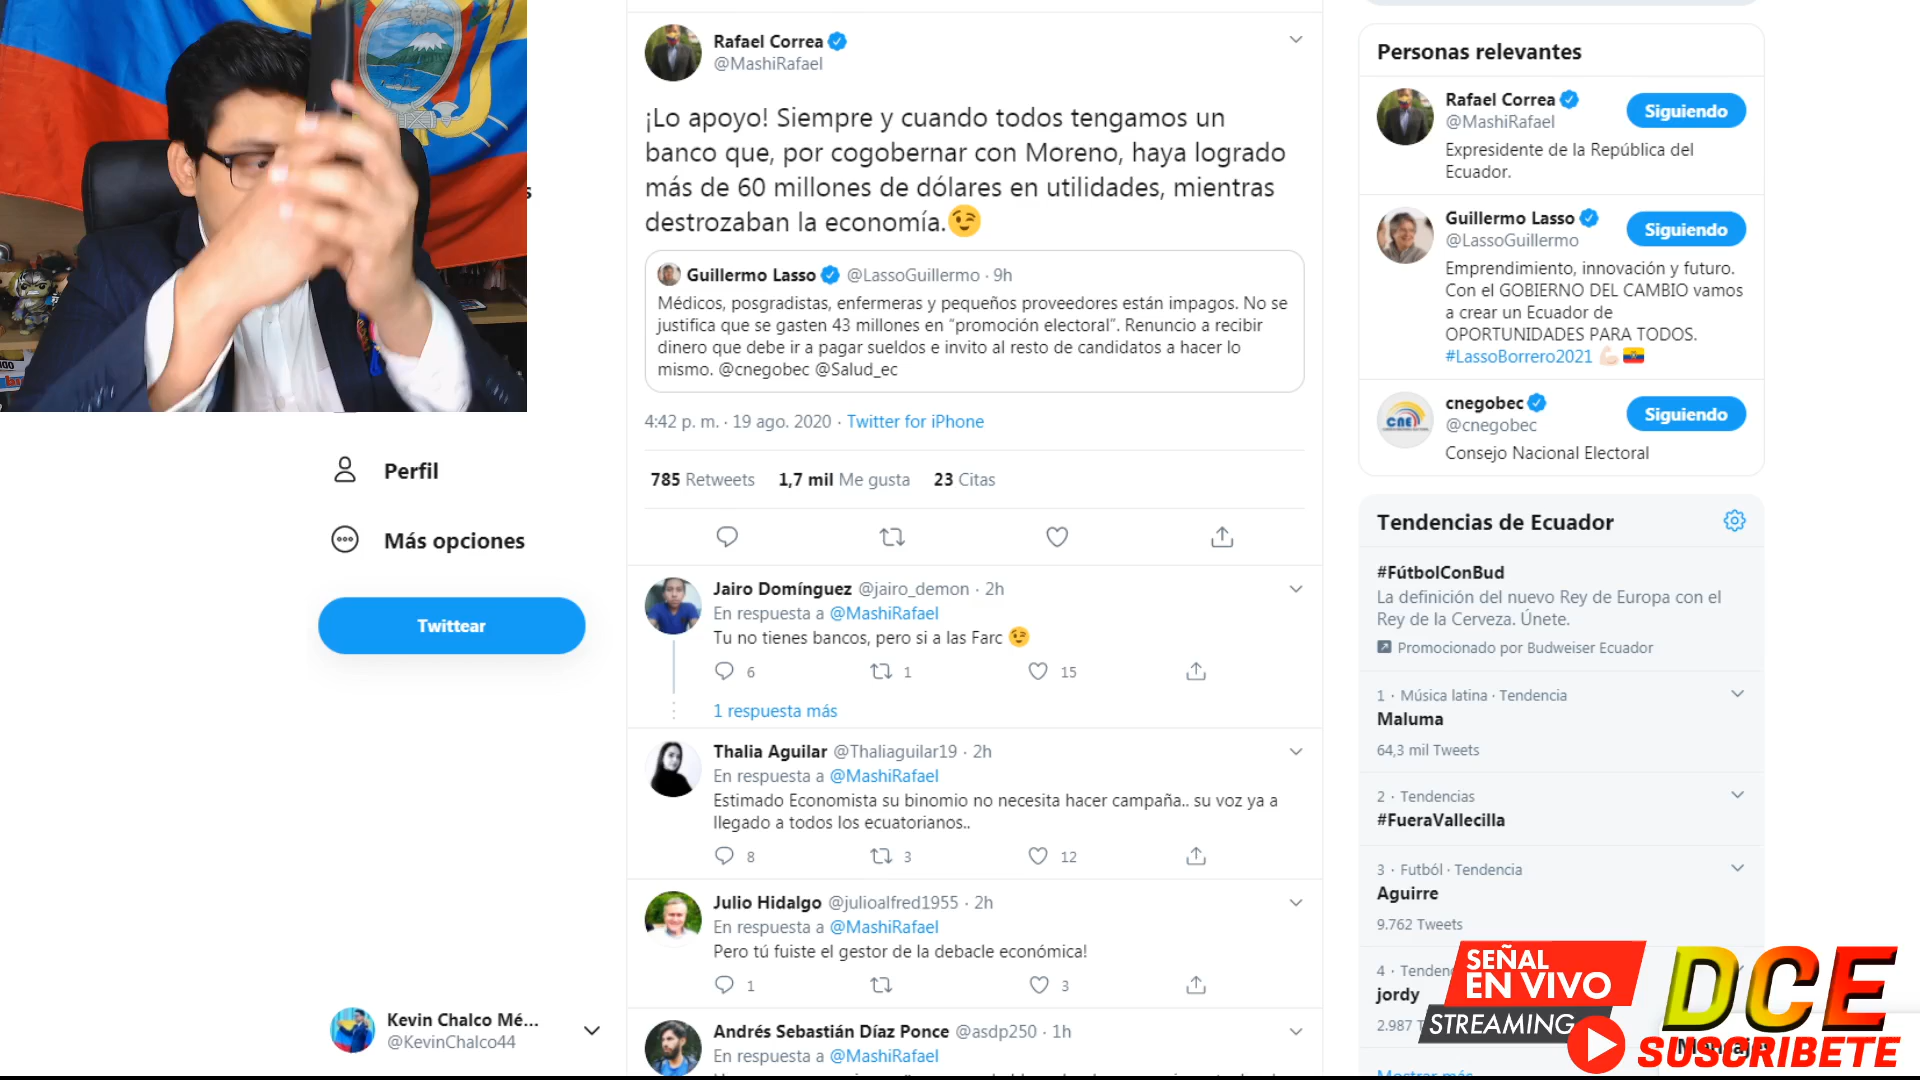 Rafael Correa
@MashiRafael
¡Lo apoyo! Siempre y cuando todos tengamos un
banco que, por cogobernar con Moreno, haya logrado
más de 60 millones de dólares en utilidades, mientras
destrozaban la economía.😉
Guillermo Lasso @LassoGuillermo · 9h
Médicos, posgradistas, enfermeras y pequeños proveedores están impagos. No se
justifica que se gasten 43 millones en “promoción electoral”. Renuncio a recibir
dinero que debe ir a pagar sueldos e invito al resto de candidatos a hacer lo
mismo. @cnegobec @Salud_ec
4:42 p. m. · 19 ago. 2020 · Twitter for iPhone
785 Retweets 1,7 mil Me gusta 23 Citas
Jairo Domínguez @jairo_demon · 2h
En respuesta a @MashiRafael
Tu no tienes bancos, pero si a las Farc 😉
6 1 15
1 respuesta más
Thalia Aguilar @Thaliaguilar19 · 2h
En respuesta a @MashiRafael
Estimado Economista su binomio no necesita hacer campaña.. su voz ya a
llegado a todos los ecuatorianos..
8 3 12
Julio Hidalgo @julioalfred1955 · 2h
En respuesta a @MashiRafael
Pero tú fuiste el gestor de la debacle económica!
1 3
Andrés Sebastián Díaz Ponce @asdp250 · 1h
En respuesta a @MashiRafael
Perfil
Más opciones
Twittear
Kevin Chalco Mé...
@KevinChalco44
Personas relevantes
Rafael Correa
@MashiRafael
Siguiendo
Expresidente de la República del
Ecuador.
Guillermo Lasso
@LassoGuillermo
Siguiendo
Emprendimiento, innovación y futuro.
Con el GOBIERNO DEL CAMBIO vamos
a crear un Ecuador de
OPORTUNIDADES PARA TODOS.
#LassoBorrero2021 💪🏻🇪🇨
CNE
cnegobec
@cnegobec
Siguiendo
Consejo Nacional Electoral
Tendencias de Ecuador
#FútbolConBud
La definición del nuevo Rey de Europa con el
Rey de la Cerveza. Únete.
Promocionado por Budweiser Ecuador
1 · Música latina · Tendencia
Maluma
64,3 mil Tweets
2 · Tendencias
#FueraVallecilla
3 · Futból · Tendencia
Aguirre
9.762 Tweets
4 · Tendenc
jordy
2.987 T
Mostrar más
SEÑAL
EN VIVO
STREAMING
DCE
SUSCRIBETE
Mensajes